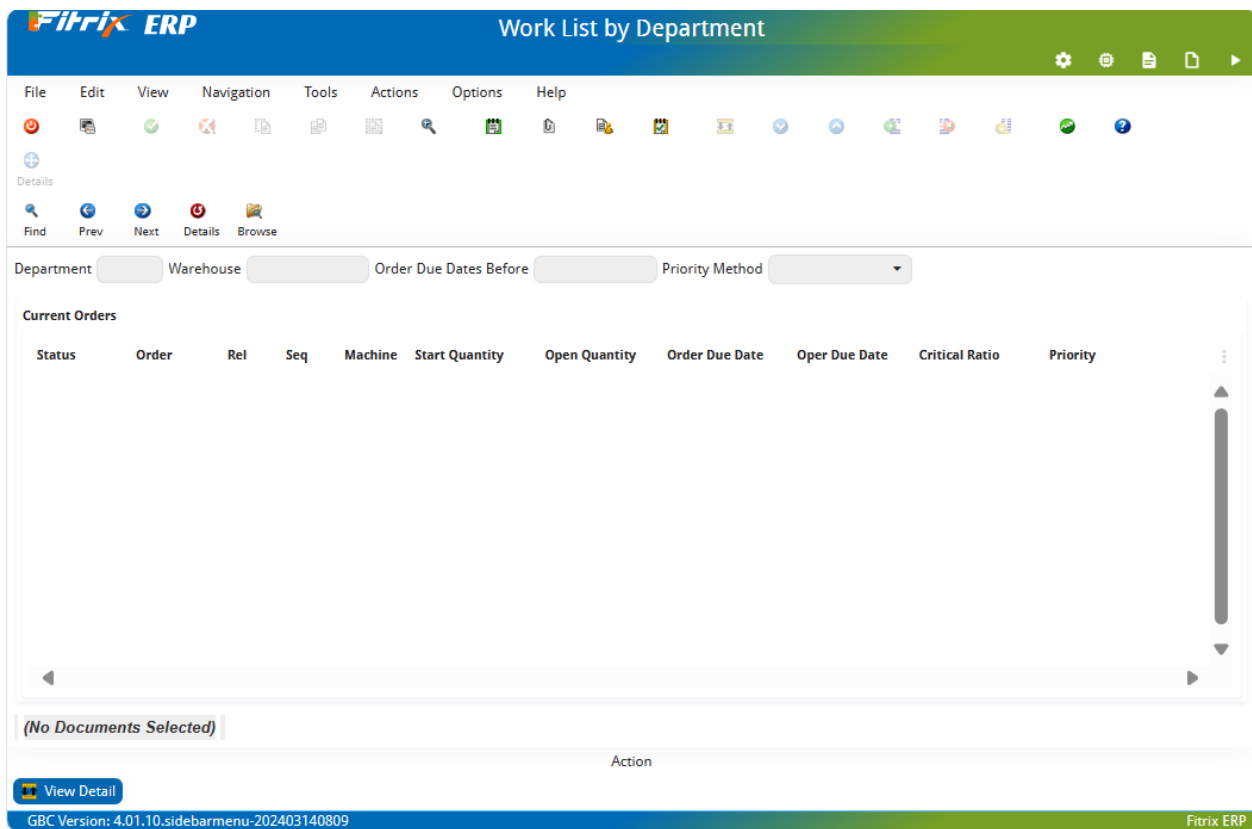 Fitrix ERP
Work List by Department
File Edit View Navigation Tools Actions Options Help
Details
Find Prev Next Details Browse
Department Warehouse Order Due Dates Before Priority Method
Current Orders
Status Order Rel Seq Machine Start Quantity Open Quantity Order Due Date Oper Due Date Critical Ratio Priority
(No Documents Selected)
Action
View Detail
GBC Version: 4.01.10.sidebarmenu-202403140809 Fitrix ERP